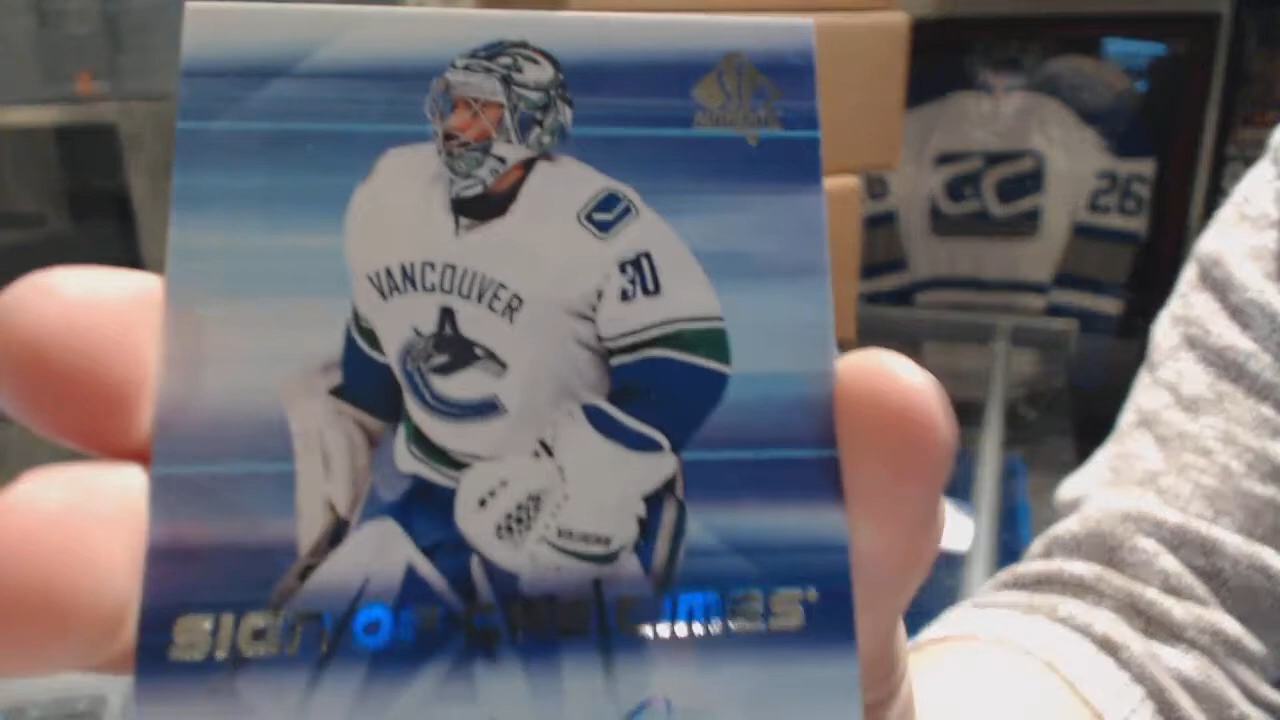 SP
AUTHENTIC
30
VANCOUVER
26
SIGN OF THE TIMES